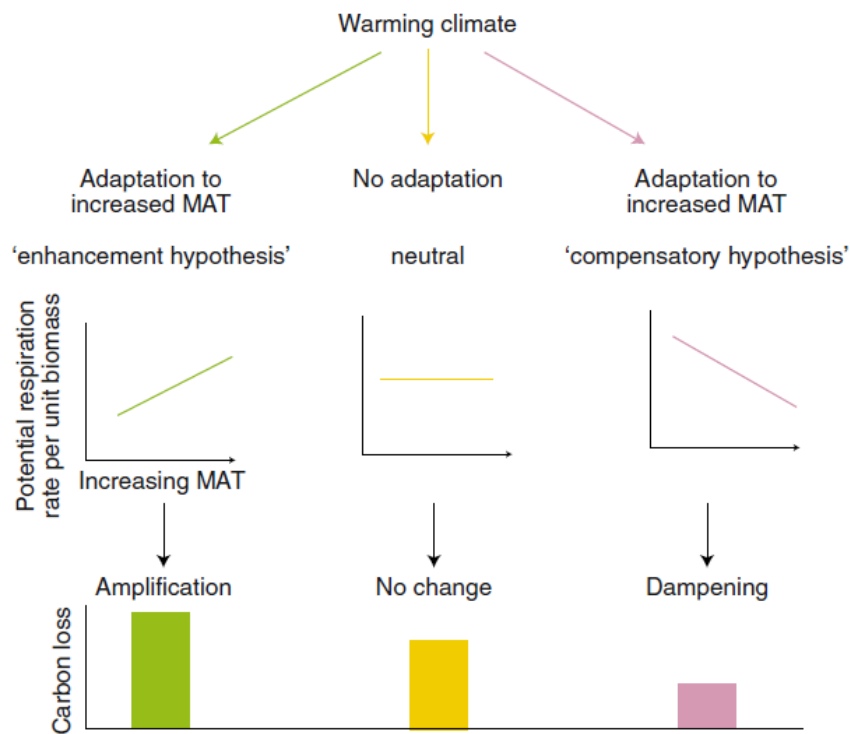 Warming climate
Adaptation to
increased MAT
No adaptation
Adaptation to
increased MAT
‘enhancement hypothesis’
neutral
‘compensatory hypothesis’
Potential respiration
rate per unit biomass
Increasing MAT
Amplification
No change
Dampening
Carbon loss